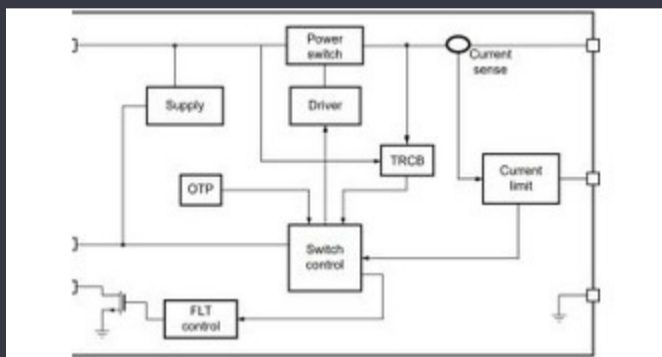 Power
switch
Current
sense
Supply
Driver
TRCB
Current
limit
OTP
Switch
control
FLT
control